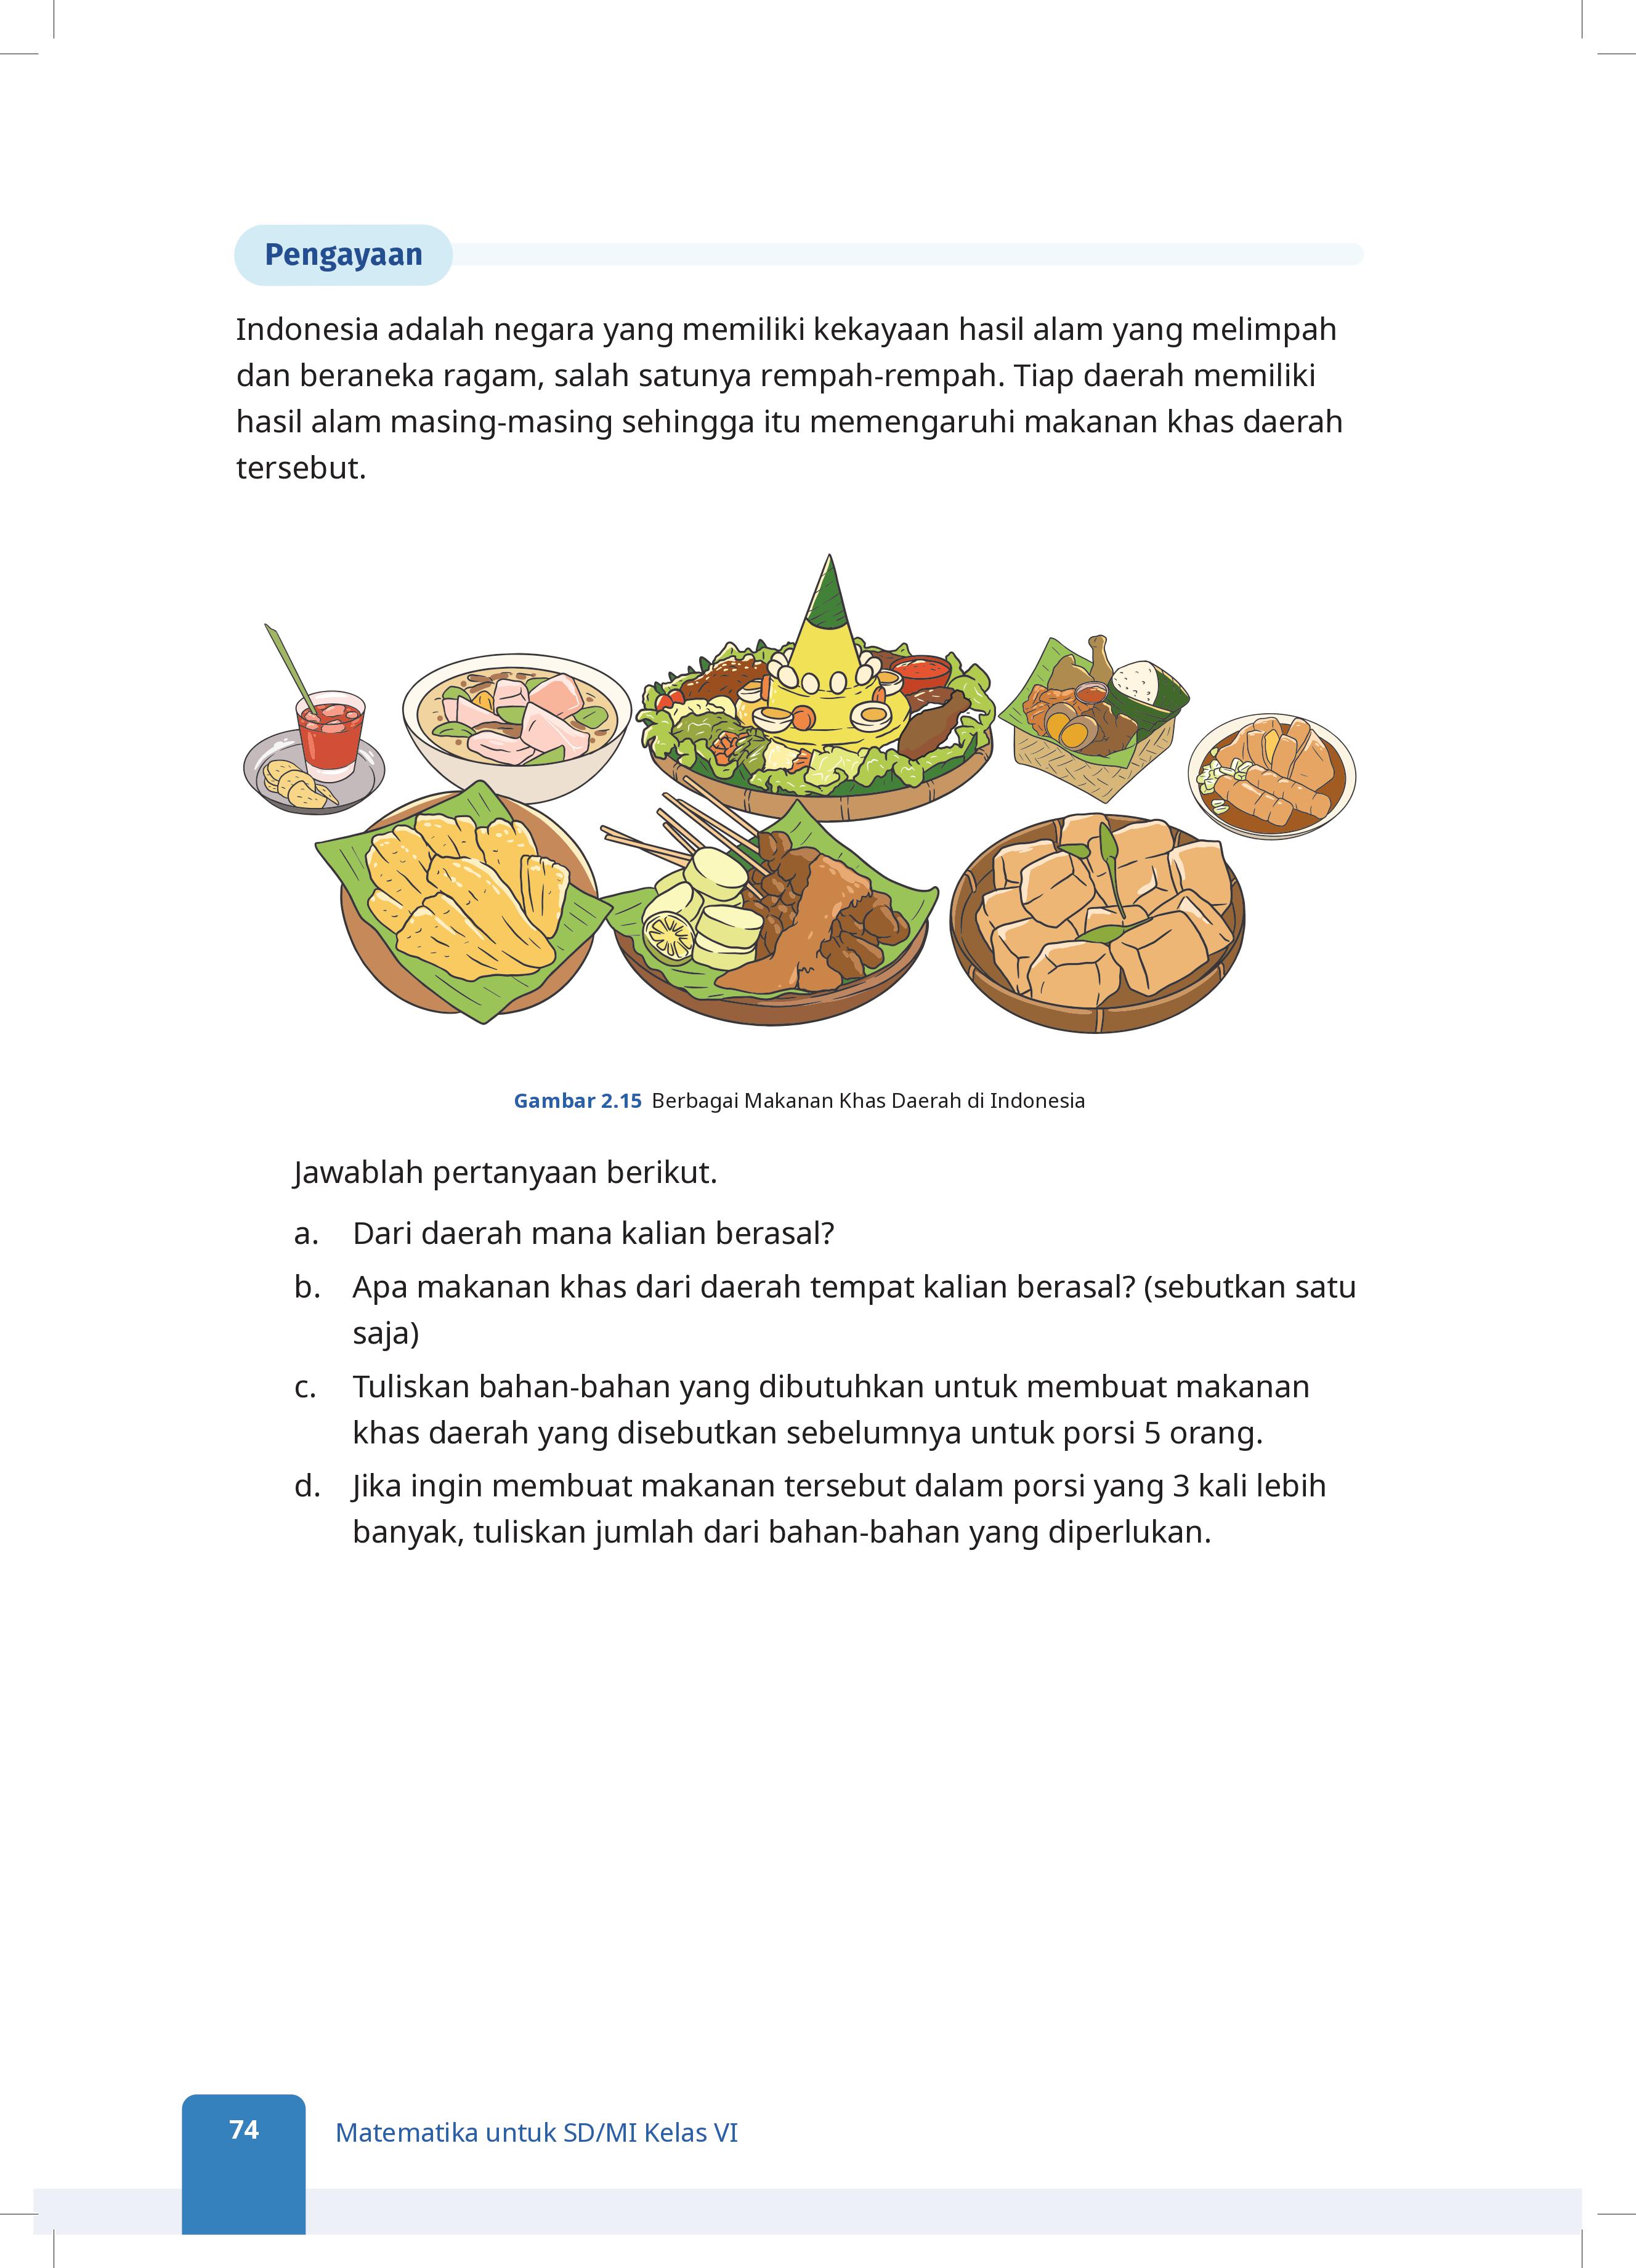 Pengayaan
Indonesia adalah negara yang memiliki kekayaan hasil alam yang melimpah
dan beraneka ragam, salah satunya rempah-rempah. Tiap daerah memiliki
hasil alam masing-masing sehingga itu memengaruhi makanan khas daerah
tersebut.
Gambar 2.15 Berbagai Makanan Khas Daerah di Indonesia
Jawablah pertanyaan berikut.
a. Dari daerah mana kalian berasal?
b. Apa makanan khas dari daerah tempat kalian berasal? (sebutkan satu
saja)
c. Tuliskan bahan-bahan yang dibutuhkan untuk membuat makanan
khas daerah yang disebutkan sebelumnya untuk porsi 5 orang.
d. Jika ingin membuat makanan tersebut dalam porsi yang 3 kali lebih
banyak, tuliskan jumlah dari bahan-bahan yang diperlukan.
74 Matematika untuk SD/MI Kelas VI